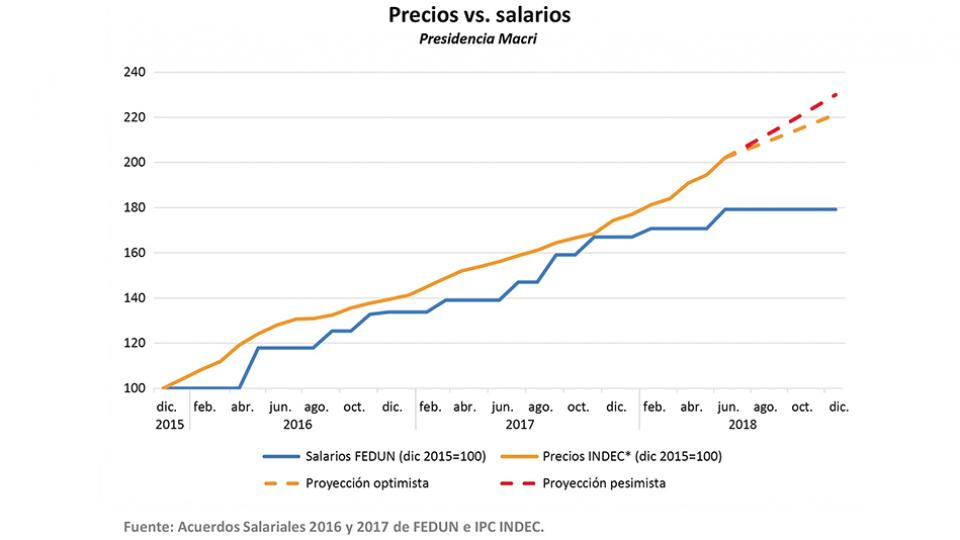 Precios vs. salarios
Presidencia Macri
240
220
200
180
160
140
120
100
dic. feb. abr. jun. ago. oct. dic. feb. abr. jun. ago. oct. dic. feb. abr. jun. ago. oct. dic.
2015 2016 2017 2018
Salarios FEDUN (dic 2015=100) Precios INDEC* (dic 2015=100)
Proyección optimista Proyección pesimista
Fuente: Acuerdos Salariales 2016 y 2017 de FEDUN e IPC INDEC.